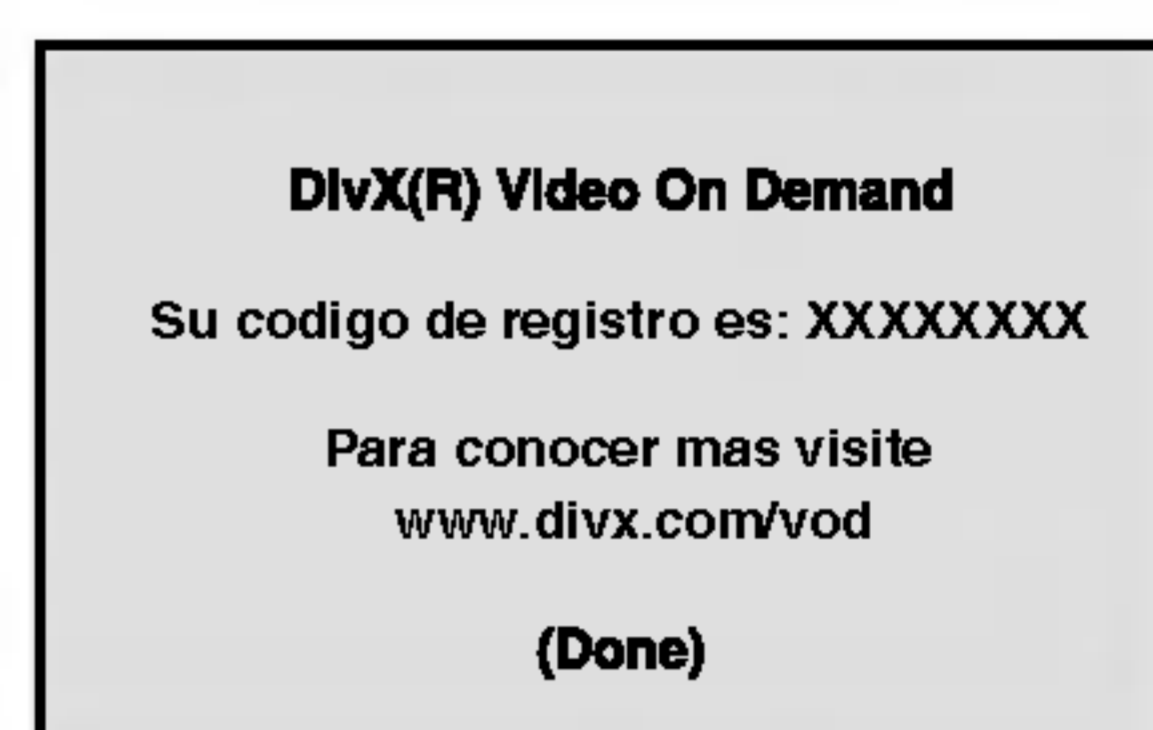 DivX(R) Video On Demand
Su codigo de registro es: XXXXXXXX
Para conocer mas visite
www.divx.com/vod
(Done)